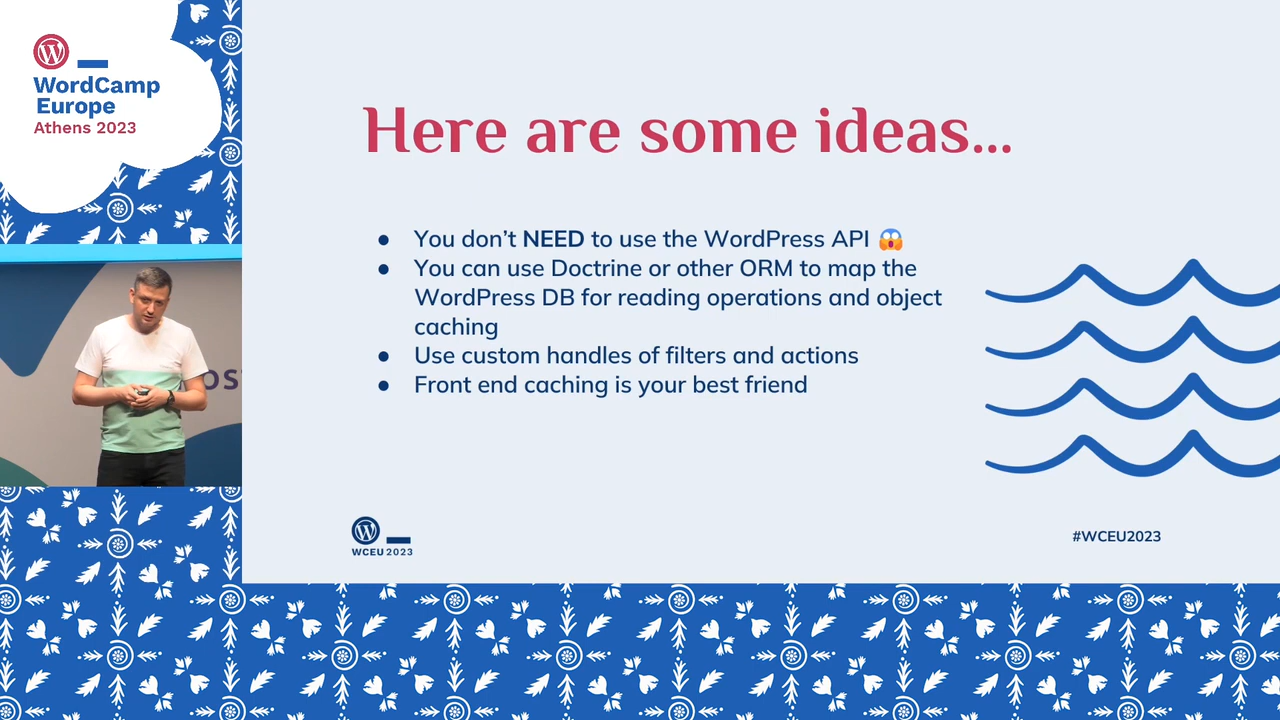 WordCamp
Europe
Athens 2023
Here are some ideas...
● You don’t NEED to use the WordPress API 😱
● You can use Doctrine or other ORM to map the
WordPress DB for reading operations and object
caching
● Use custom handles of filters and actions
● Front end caching is your best friend
WCEU 2023
#WCEU2023